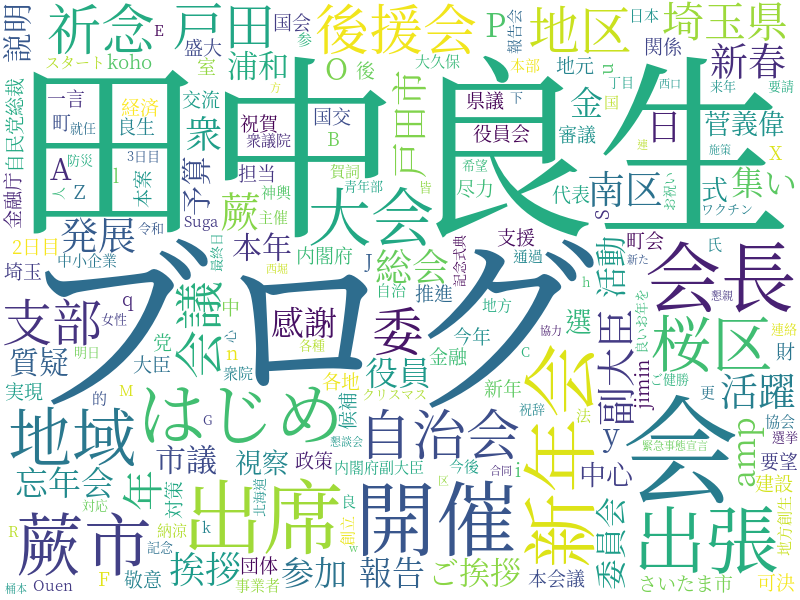 説明
祈念
戸田
国会
参
E
スタート
koho
盛大
室
浦和
O
後
後援会
報告会
大久保
P
地区
日本
本部
方
関係
n
丁目
西口
埼玉県
新春
来年
要請
地元
金
国
審議
日
菅義偉
X
金融庁
自民党総裁
一言
町
就任
A
防災
人
Z
経済
良生
3日目
本案
l
交流
衆
予算
祝賀
衆議院
国交
B
担当
賀詞
田中良生
県議
下
役員会
希望
尽力
戸田市
代表
南区
S
式
連
施策
集い
お祝い
ワクチン
神輿
青年部
主催
皆
Suga
蕨
大会
発展
2日目
埼玉
中小企業
令和
最終日
本年
西堀
内閣府
J
総会
推進
記念式典
自治
支援
通過
地方
町会
新た
h
氏
活動
選
会長
懇親
良いお年を
連絡
ブログ
支部
q
女性
会議
中
党
心
感謝
各種
委
今年
協力
金融
C
新年
副大臣
桜区
財
質疑
明日
大臣
n
衆院
各地
役員
クリスマス
候補
祝辞
法
jimin
ご健勝
更
協会
活躍
実現
的
M
G
地域
はじめ
懇談会
自治会
新年会
y
amp
選挙
緊急事態宣言
要望
会
忘年会
年
市議
対策
視察
政策
内閣府副大臣
今後
合同
i
中心
建設
地方創生
対応
北海道
良
区
出席
開催
委員会
出張
R
蕨市
納涼
k
創立
w
記念
挨拶
団体
参加
報告
ご挨拶
本会議
さいたま市
可決
桶本
Ouen
F
敬意
事業者